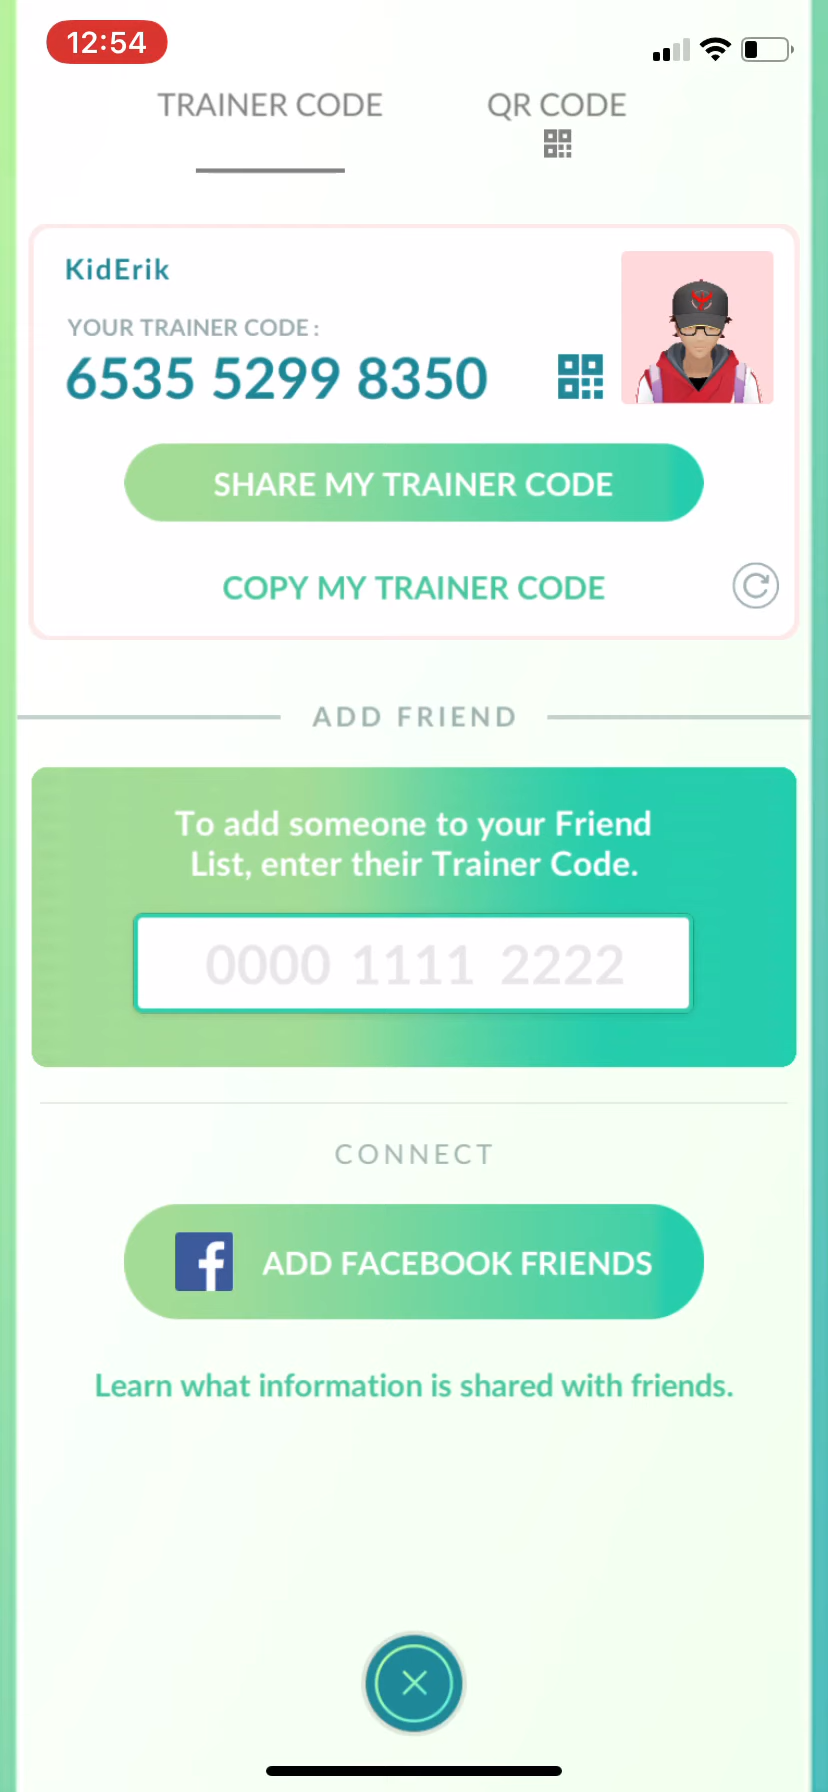 12:54
TRAINER CODE
QR CODE
KidErik
YOUR TRAINER CODE :
6535 5299 8350
SHARE MY TRAINER CODE
COPY MY TRAINER CODE
ADD FRIEND
To add someone to your Friend
List, enter their Trainer Code.
0000 1111 2222
CONNECT
f ADD FACEBOOK FRIENDS
Learn what information is shared with friends.